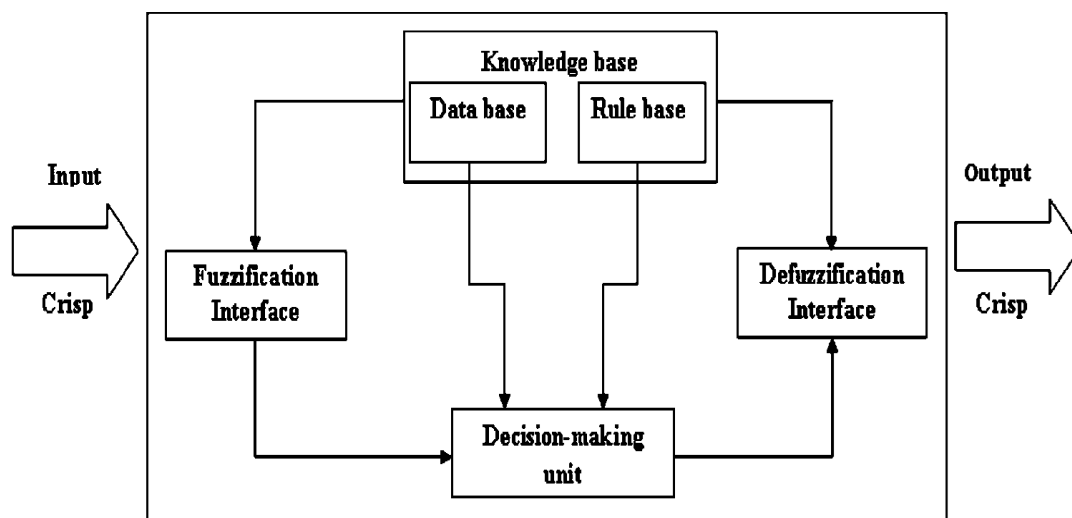 Knowledge base
Data base
Rule base
Input
Crisp
Fuzzification
Interface
Decision-making
unit
Defuzzification
Interface
Output
Crisp